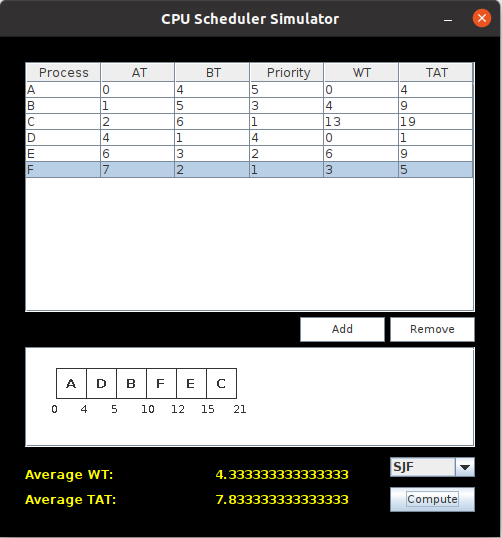 CPU Scheduler Simulator
Process AT BT Priority WT TAT
A 0 4 5 0 4
B 1 5 3 4 9
C 2 6 1 13 19
D 4 1 4 0 1
E 6 3 2 6 9
F 7 2 1 3 5
Add Remove
A D B F E C
0 4 5 10 12 15 21
SJF
Average WT: 4.333333333333333
Average TAT: 7.833333333333333
Compute